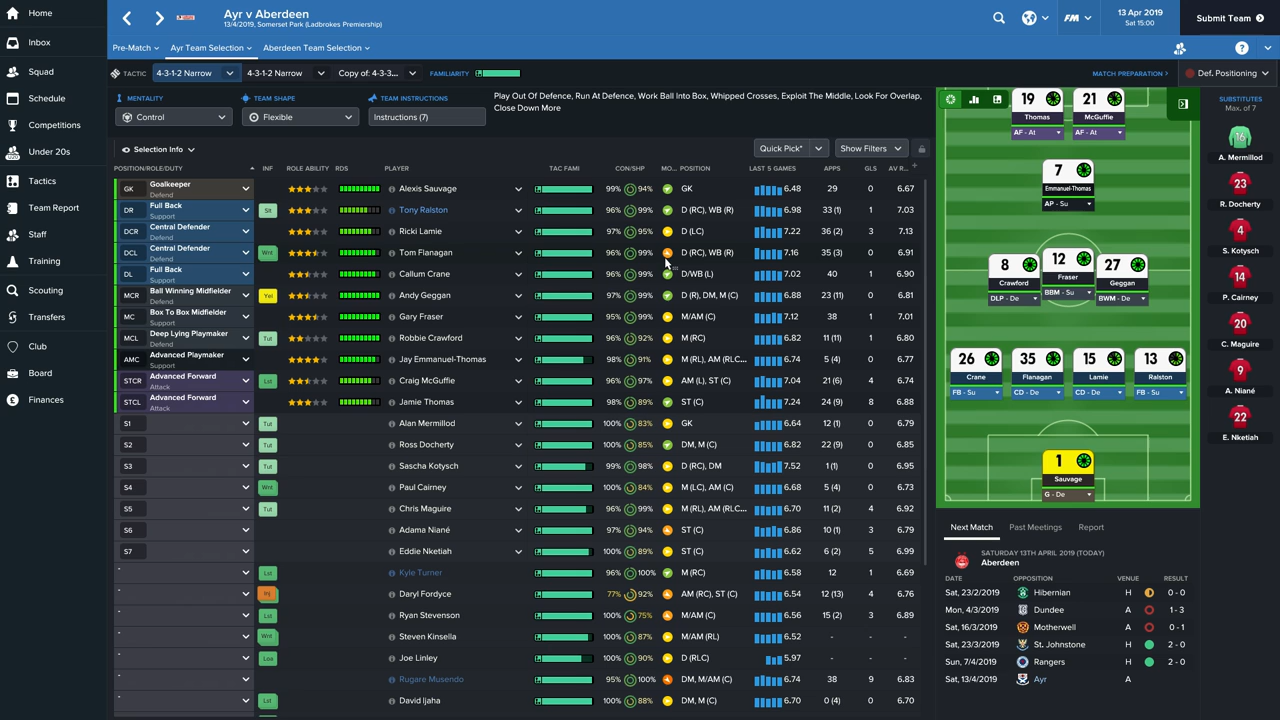 Home
Inbox
Squad
Schedule
Competitions
Under 20s
Tactics
Team Report
Staff
Training
Scouting
Transfers
Club
Board
Finances
Ayr v Aberdeen
13/4/2019, Somerset Park (Ladbrokes Premiership)
FM
13 Apr 2019
Sat 15:00
Submit Team
Pre-Match
Ayr Team Selection
Aberdeen Team Selection
?
TACTIC
4-3-1-2 Narrow
4-3-1-2 Narrow
Copy of: 4-3-3...
FAMILIARITY
MATCH PREPARATION >
Def. Positioning
MENTALITY
TEAM SHAPE
TEAM INSTRUCTIONS
Control
Flexible
Instructions (7)
Play Out Of Defence, Run At Defence, Work Ball Into Box, Whipped Crosses, Exploit The Middle, Look For Overlap,
Close Down More
Selection Info
Quick Pick*
Show Filters
POSITION/ROLE/DUTY INF ROLE ABILITY RDS PLAYER TAC FAMI CON/SHP MO... POSITION LAST 5 GAMES APPS GLS AV R...
GK Goalkeeper Defend Alexis Sauvage 99% 94% GK 6.48 29 0 6.67
DR Full Back Support St Tony Ralston 96% 99% D (RC), WB (R) 6.98 33 (1) 1 7.03
DCR Central Defender Defend Ricki Lamie 97% 95% D (LC) 7.22 36 (2) 3 7.13
DCL Central Defender Defend Wnt Tom Flanagan 96% 99% D (RC), WB (R) 7.16 35 (3) 0 6.91
DL Full Back Support Callum Crane 96% 99% D/WB (L) 7.02 40 1 6.90
MCR Ball Winning Midfielder Defend Yel Andy Geggan 97% 99% D (R), DM, M (C) 6.88 23 (11) 0 6.81
MC Box To Box Midfielder Support Gary Fraser 95% 99% M/AM (C) 7.12 38 1 7.01
MCL Deep Lying Playmaker Defend Tut Robbie Crawford 96% 92% M (RC) 6.82 11 (11) 1 6.80
AMC Advanced Playmaker Support Jay Emmanuel-Thomas 98% 91% M (RL), AM (RLC... 6.74 5 (4) 0 6.77
STCR Advanced Forward Attack Lst Craig McGuffie 96% 97% AM (L), ST (C) 7.04 21 (6) 4 6.74
STCL Advanced Forward Attack Jamie Thomas 98% 89% ST (C) 7.24 24 (9) 8 6.88
S1 Tut Alan Mermillod 100% 83% GK 6.64 12 (1) 0 6.79
S2 Tut Ross Docherty 100% 85% DM, M (C) 6.82 22 (9) 0 6.85
S3 Tut Sascha Kotysch 99% 98% D (RC), DM 7.52 1 (1) 0 6.95
S4 Wnt Paul Cairney 100% 84% M (LC), AM (C) 6.68 5 (4) 0 6.73
S5 Tut Chris Maguire 100% 96% M (RL), AM (RLC... 6.70 11 (2) 4 6.92
S6 Adama Niané 97% 94% ST (C) 6.86 10 (1) 3 6.79
S7 Eddie Nketiah 100% 89% ST (C) 6.62 6 (2) 5 6.99
- Lst Kyle Turner 96% 100% M (RC) 6.58 12 1 6.69
- Inj Daryl Fordyce 77% 92% AM (RC), ST (C) 6.54 12 (13) 4 6.76
- Lst Ryan Stevenson 100% 75% M/AM (C) 6.56 15 (2) 3 6.89
- Wnt Steven Kinsella 100% 87% M/AM (RL) 6.52 - - -
- Loa Joe Linley 100% 90% D (RLC) 5.97 - - -
- Rugare Musendo 95% 100% DM, M/AM (C) 6.74 38 9 6.83
- Lst David Ijaha 100% 88% DM, M (C) 6.70 0 (4) 0 6.70
19 21
Thomas McGuffie
AF - At AF - At
7
Emmanuel-Thomas
AP - Su
8 12 27
Crawford Fraser Geggan
DLP - De BBM - Su BWM - De
26 35 15 13
Crane Flanagan Lamie Ralston
FB - Su CD - De CD - De FB - Su
1
Sauvage
G - De
SUBSTITUTES
Max. of 7
16
A. Mermillod
23
R. Docherty
4
S. Kotysch
14
P. Cairney
20
C. Maguire
9
A. Niané
22
E. Nketiah
Next Match Past Meetings Report
SATURDAY 13TH APRIL 2019 (TODAY)
Aberdeen
DATE OPPOSITION VENUE RESULT
Sat, 23/2/2019 Hibernian H 0 - 0
Mon, 4/3/2019 Dundee A 1 - 3
Sat, 16/3/2019 Motherwell A 0 - 1
Sat, 23/3/2019 St. Johnstone H 2 - 0
Sun, 7/4/2019 Rangers H 2 - 0
Sat, 13/4/2019 Ayr A